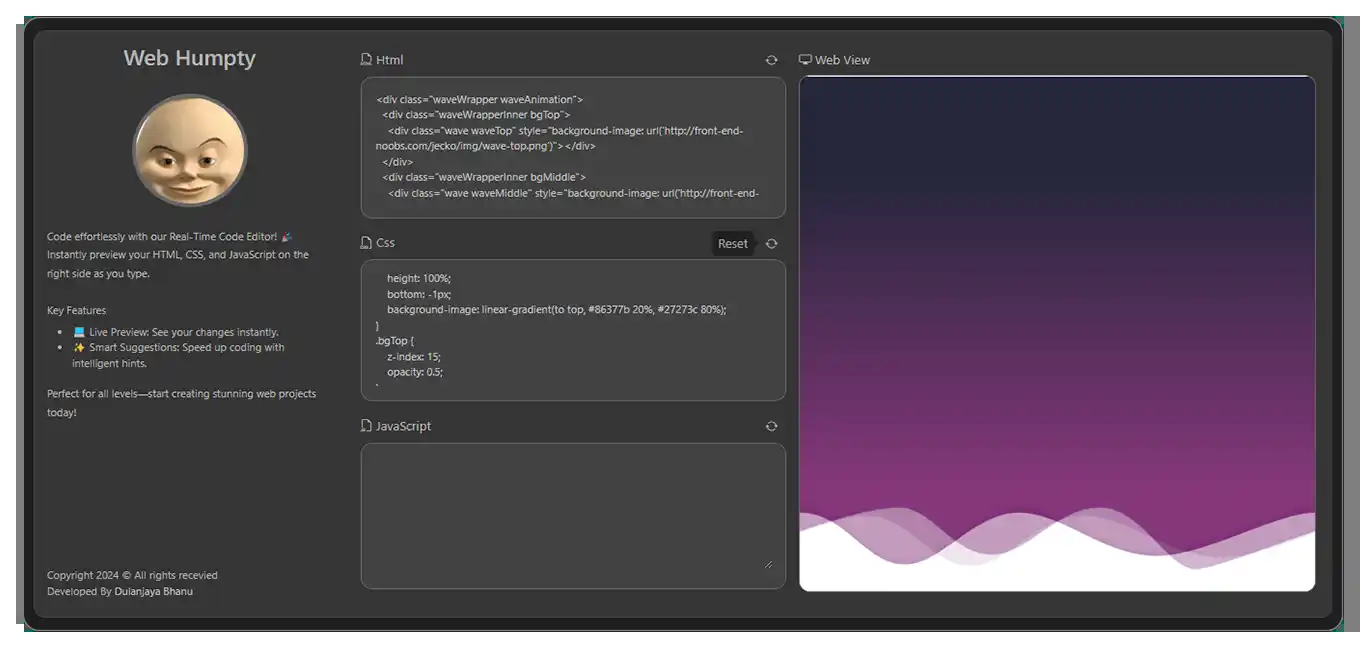 Web Humpty
Code effortlessly with our Real-Time Code Editor! 🎉
Instantly preview your HTML, CSS, and JavaScript on the
right side as you type.
Key Features
• 💻 Live Preview: See your changes instantly.
• ✨ Smart Suggestions: Speed up coding with
intelligent hints.
Perfect for all levels—start creating stunning web projects
today!
Copyright 2024 © All rights recevied
Developed By Dulanjaya Bhanu
Html
<div class="waveWrapper waveAnimation">
<div class="waveWrapperInner bgTop">
<div class="wave waveTop" style="background-image: url('http://front-end-
noobs.com/jecko/img/wave-top.png')"></div>
</div>
<div class="waveWrapperInner bgMiddle">
<div class="wave waveMiddle" style="background-image: url('http://front-end-
Css
Reset
height: 100%;
bottom: -1px;
background-image: linear-gradient(to top, #86377b 20%, #27273c 80%);
}
.bgTop {
z-index: 15;
opacity: 0.5;
JavaScript
Web View